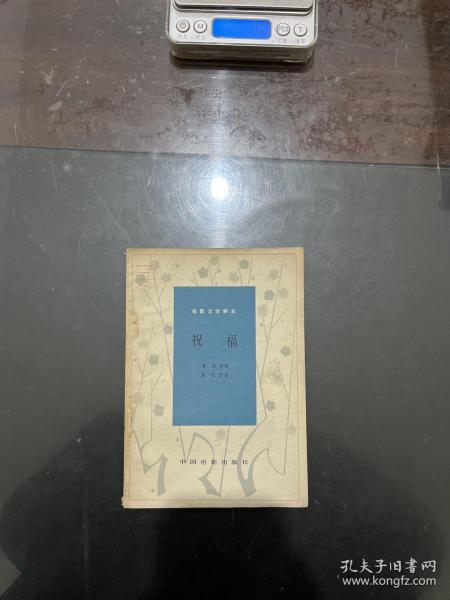 M
PCS
T
电影文学剧本
祝福
鲁迅 原著
夏衍 改编
中国电影出版社
孔夫子旧书网
www.kongfz.com